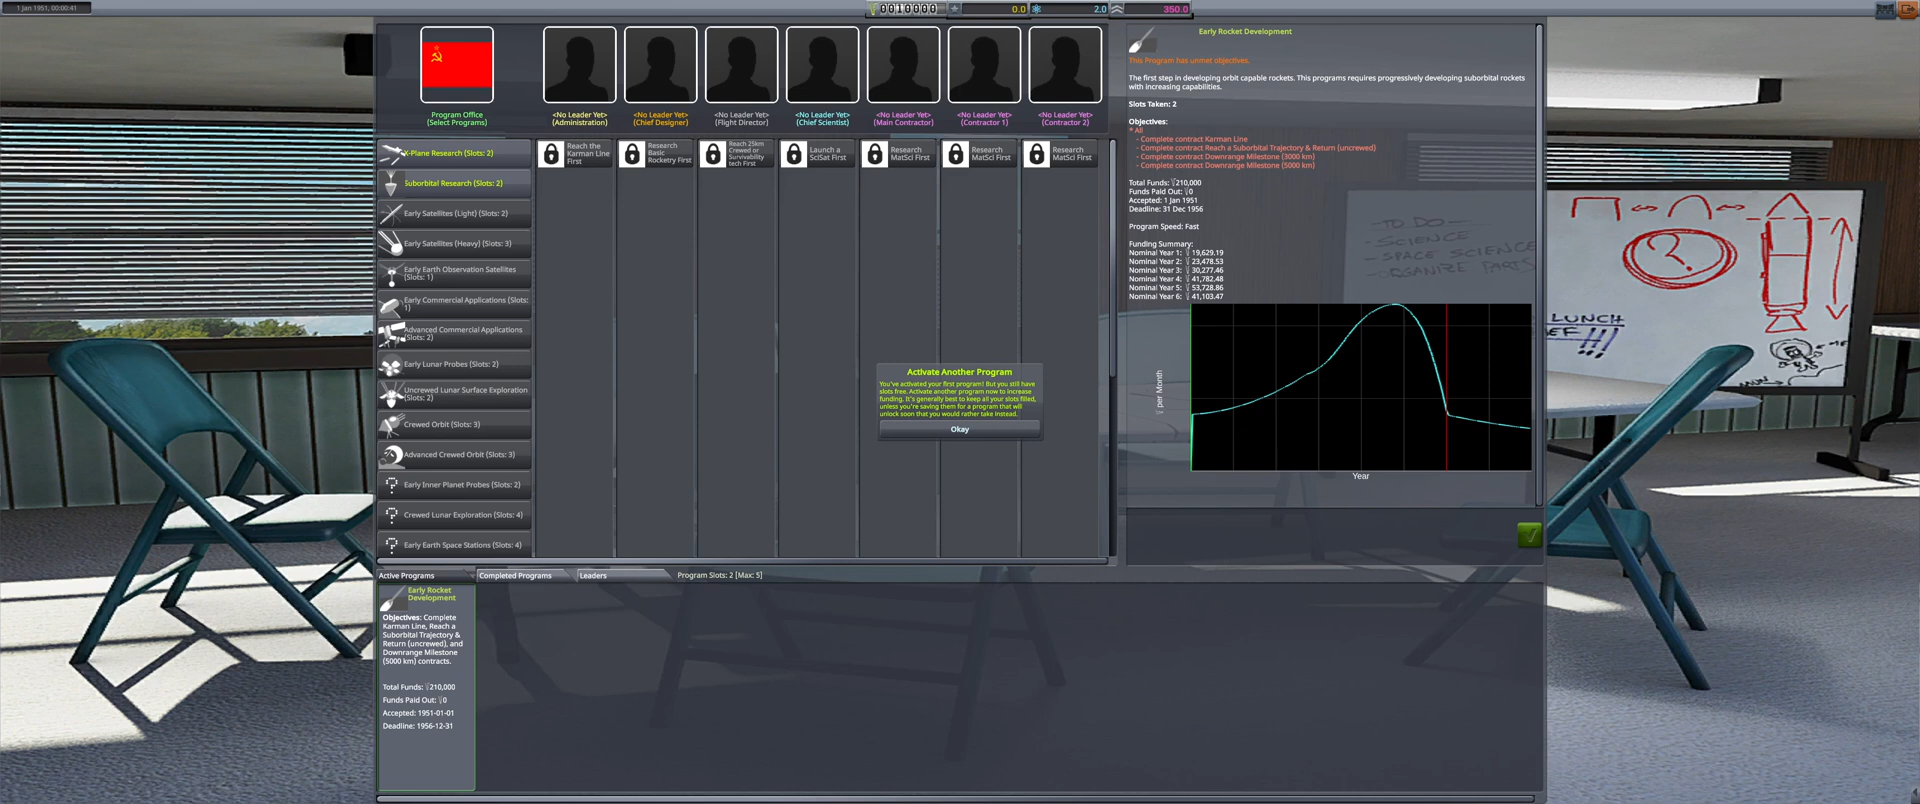 1 Jan 1951, 00:00:41
0010000
0.0
2.0
350.0
Program Office
(Select Programs)
<No Leader Yet>
(Administration)
<No Leader Yet>
(Chief Designer)
<No Leader Yet>
(Flight Director)
<No Leader Yet>
(Chief Scientist)
<No Leader Yet>
(Main Contractor)
<No Leader Yet>
(Contractor 1)
<No Leader Yet>
(Contractor 2)
X-Plane Research (Slots: 2)
Suborbital Research (Slots: 2)
Early Satellites (Light) (Slots: 2)
Early Satellites (Heavy) (Slots: 3)
Early Earth Observation Satellites
(Slots: 1)
Early Commercial Applications (Slots:
1)
Advanced Commercial Applications
(Slots: 2)
Early Lunar Probes (Slots: 2)
Uncrewed Lunar Surface Exploration
(Slots: 2)
Crewed Orbit (Slots: 3)
Advanced Crewed Orbit (Slots: 3)
Early Inner Planet Probes (Slots: 2)
Crewed Lunar Exploration (Slots: 4)
Early Earth Space Stations (Slots: 4)
Reach the
Karman Line
First
Research
Basic
Rocketry First
Reach 25km
Crewed or
Survivability
tech First
Launch a
SciSat First
Research
MatSci First
Research
MatSci First
Research
MatSci First
Activate Another Program
You've activated your first program! But you still have
slots free. Activate another program now to increase
funding. It's generally best to keep all your slots filled,
unless you're saving them for a program that will
unlock soon that you would rather take instead.
Okay
Early Rocket Development
This Program has unmet objectives.
The first step in developing orbit capable rockets. This programs requires progressively developing suborbital rockets
with increasing capabilities.
Slots Taken: 2
Objectives:
* All
- Complete contract Karman Line
- Complete contract Reach a Suborbital Trajectory & Return (uncrewed)
- Complete contract Downrange Milestone (3000 km)
- Complete contract Downrange Milestone (5000 km)
Total Funds: 210,000
Funds Paid Out: 0
Accepted: 1 Jan 1951
Deadline: 31 Dec 1956
Program Speed: Fast
Funding Summary:
Nominal Year 1: 19,629.19
Nominal Year 2: 23,478.53
Nominal Year 3: 30,277.46
Nominal Year 4: 41,782.48
Nominal Year 5: 53,728.86
Nominal Year 6: 41,103.47
per Month
Year
Active Programs
Completed Programs
Leaders
Program Slots: 2 [Max: 5]
Early Rocket
Development
Objectives: Complete
Karman Line, Reach a
Suborbital Trajectory &
Return (uncrewed), and
Downrange Milestone
(5000 km) contracts.
Total Funds: 210,000
Funds Paid Out: 0
Accepted: 1951-01-01
Deadline: 1956-12-31
-TO DO-
-SCIENCE
-SPACE SCIENCE
-ORGANIZE PARTS
?
LUNCH
!!!
ME